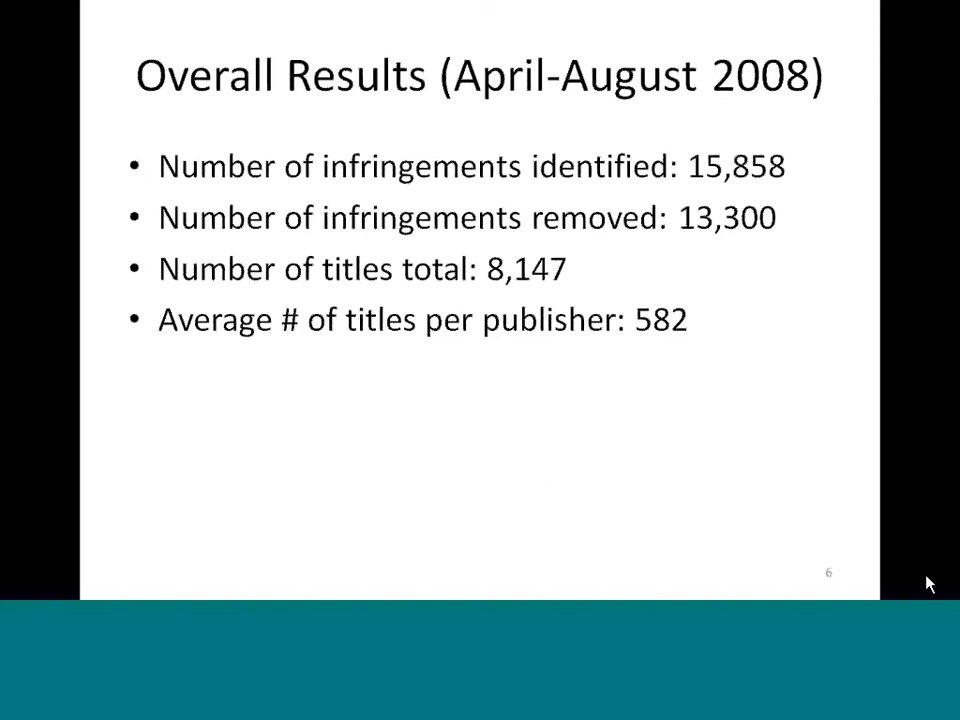 Overall Results (April-August 2008)
• Number of infringements identified: 15,858
• Number of infringements removed: 13,300
• Number of titles total: 8,147
• Average # of titles per publisher: 582
6